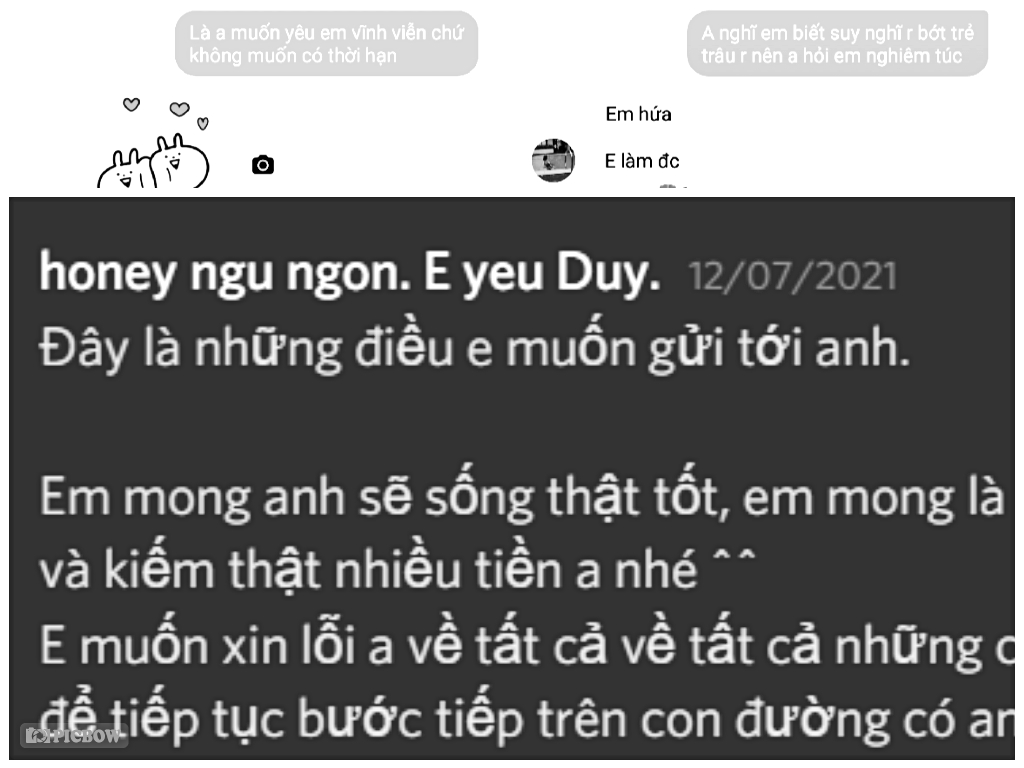 Là a muốn yêu em vĩnh viễn chứ
không muốn có thời hạn
A nghĩ em biết suy nghĩ r bớt trẻ
trâu r nên a hỏi em nghiêm túc
Em hứa
E làm đc
honey ngu ngon. E yeu Duy. 12/07/2021
Đây là những điều e muốn gửi tới anh.
Em mong anh sẽ sống thật tốt, em mong là
và kiếm thật nhiều tiền a nhé ^^
E muốn xin lỗi a về tất cả về tất cả những
để tiếp tục bước tiếp trên con đường có
PICBOW